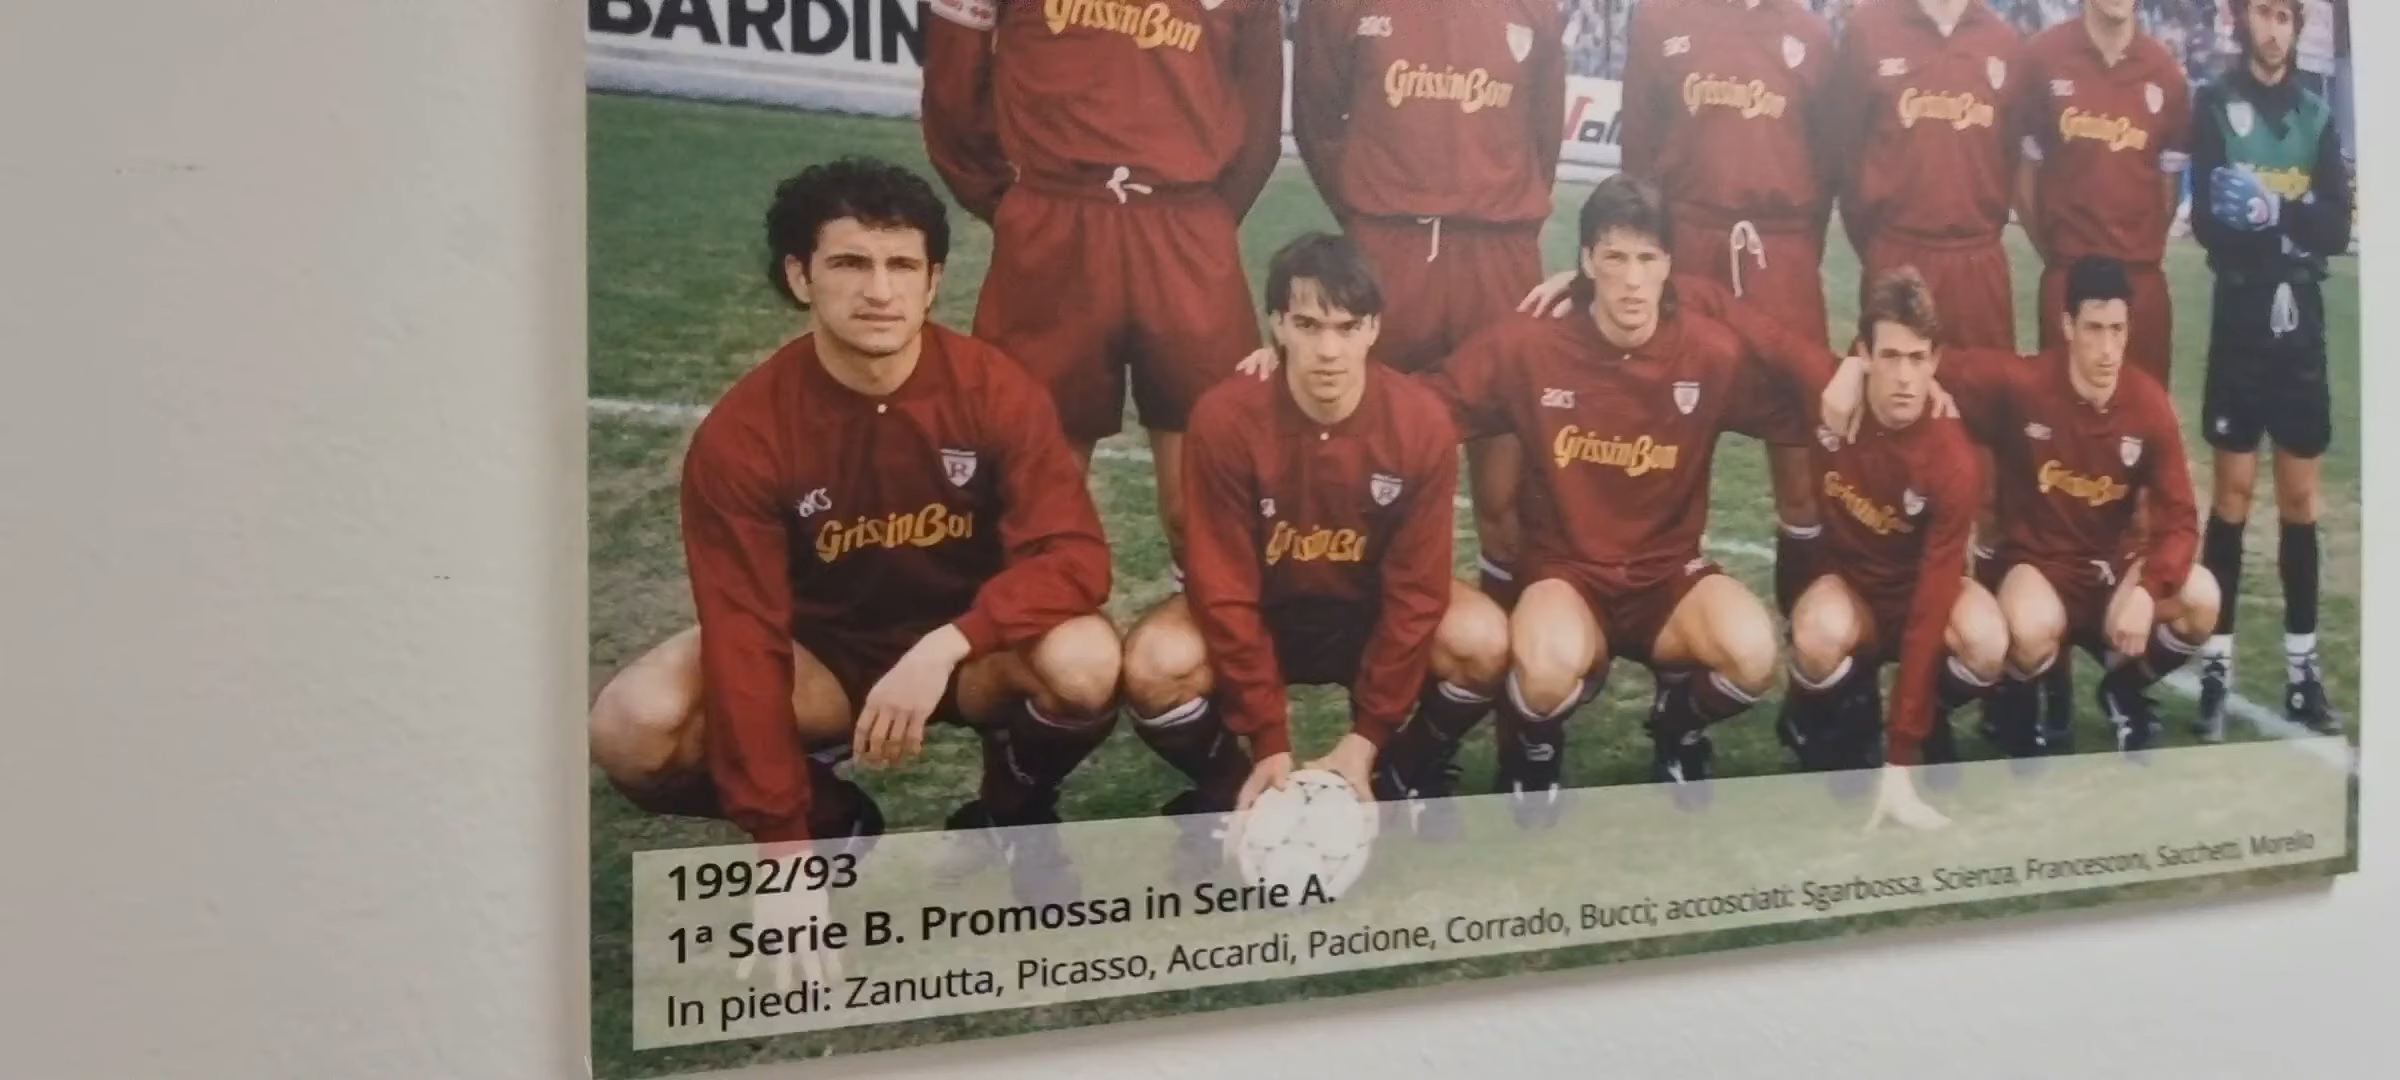 BARDIN
GrissinBon
GrissinBon
GrissinBon
GrissinBon
GrissinBon
asics
GrissinBon
R
GrissinBon
GrissinBon
1992/93
1ª Serie B. Promossa in Serie A.
In piedi: Zanutta, Picasso, Accardi, Pacione, Corrado, Bucci; accosciati: Sgarbossa, Scienza, Francesconi, Sacchetti, Morello